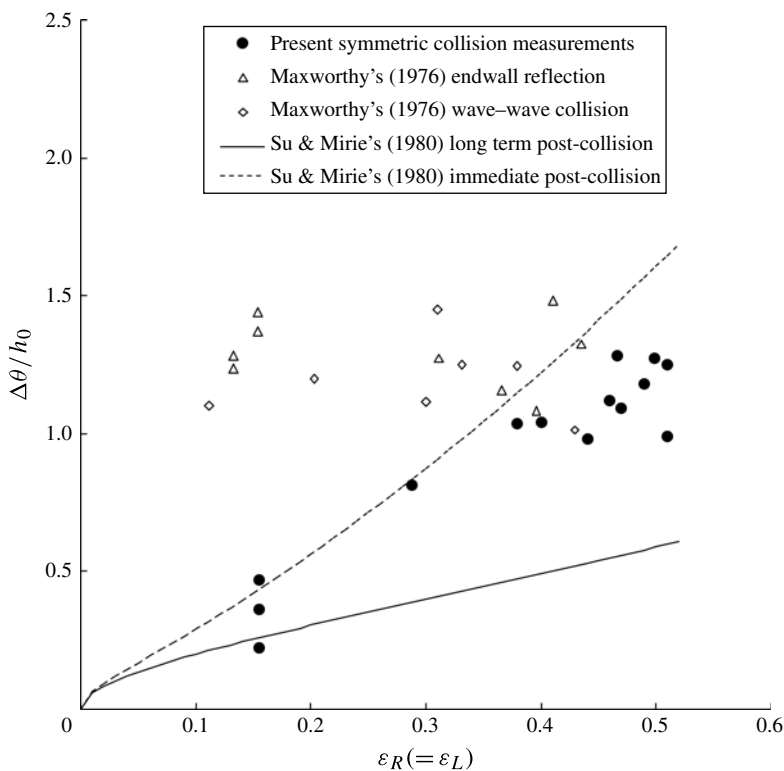 2.5
Present symmetric collision measurements
Maxworthy's (1976) endwall reflection
Maxworthy's (1976) wave–wave collision
Su & Mirie's (1980) long term post-collision
Su & Mirie's (1980) immediate post-collision
2.0
1.5
Δθ/h₀
1.0
0.5
0 0.1 0.2 0.3 0.4 0.5 0.6
ε_R(= ε_L)